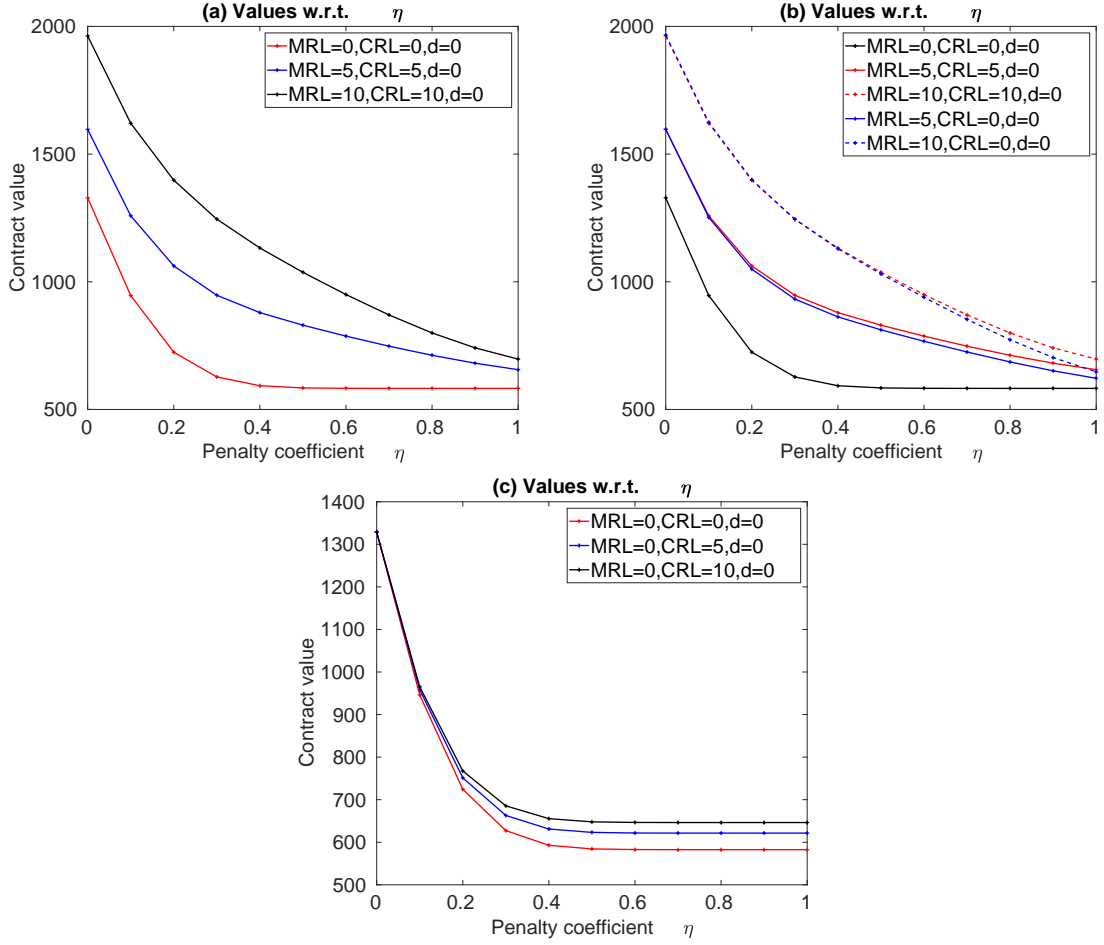 (a) Values w.r.t. η
2000
1500
1000
500
Contract value
MRL=0,CRL=0,d=0
MRL=5,CRL=5,d=0
MRL=10,CRL=10,d=0
0 0.2 0.4 0.6 0.8 1
Penalty coefficient η
(b) Values w.r.t. η
2000
1500
1000
500
Contract value
MRL=0,CRL=0,d=0
MRL=5,CRL=5,d=0
MRL=10,CRL=10,d=0
MRL=5,CRL=0,d=0
MRL=10,CRL=0,d=0
0 0.2 0.4 0.6 0.8 1
Penalty coefficient η
(c) Values w.r.t. η
1400
1300
1200
1100
1000
900
800
700
600
500
Contract value
MRL=0,CRL=0,d=0
MRL=0,CRL=5,d=0
MRL=0,CRL=10,d=0
0 0.2 0.4 0.6 0.8 1
Penalty coefficient η